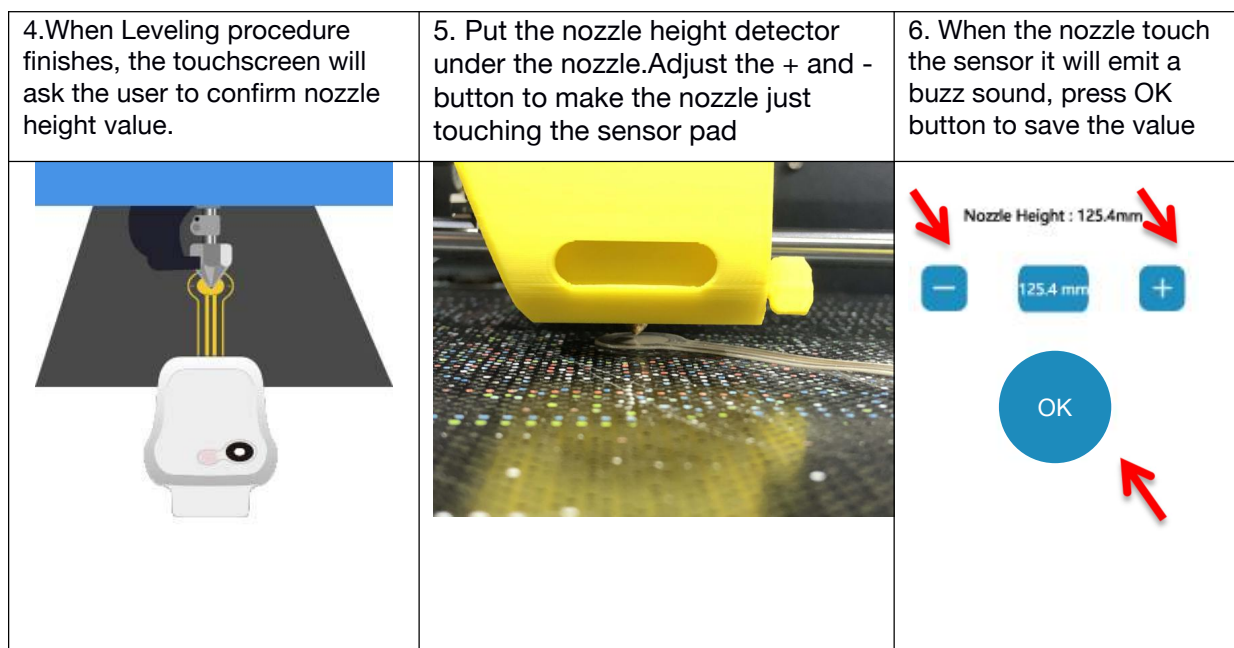 4.When Leveling procedure
finishes, the touchscreen will
ask the user to confirm nozzle
height value.
5. Put the nozzle height detector
under the nozzle.Adjust the + and -
button to make the nozzle just
touching the sensor pad
6. When the nozzle touch
the sensor it will emit a
buzz sound, press OK
button to save the value
Nozzle Height : 125.4mm
− 125.4 mm +
OK